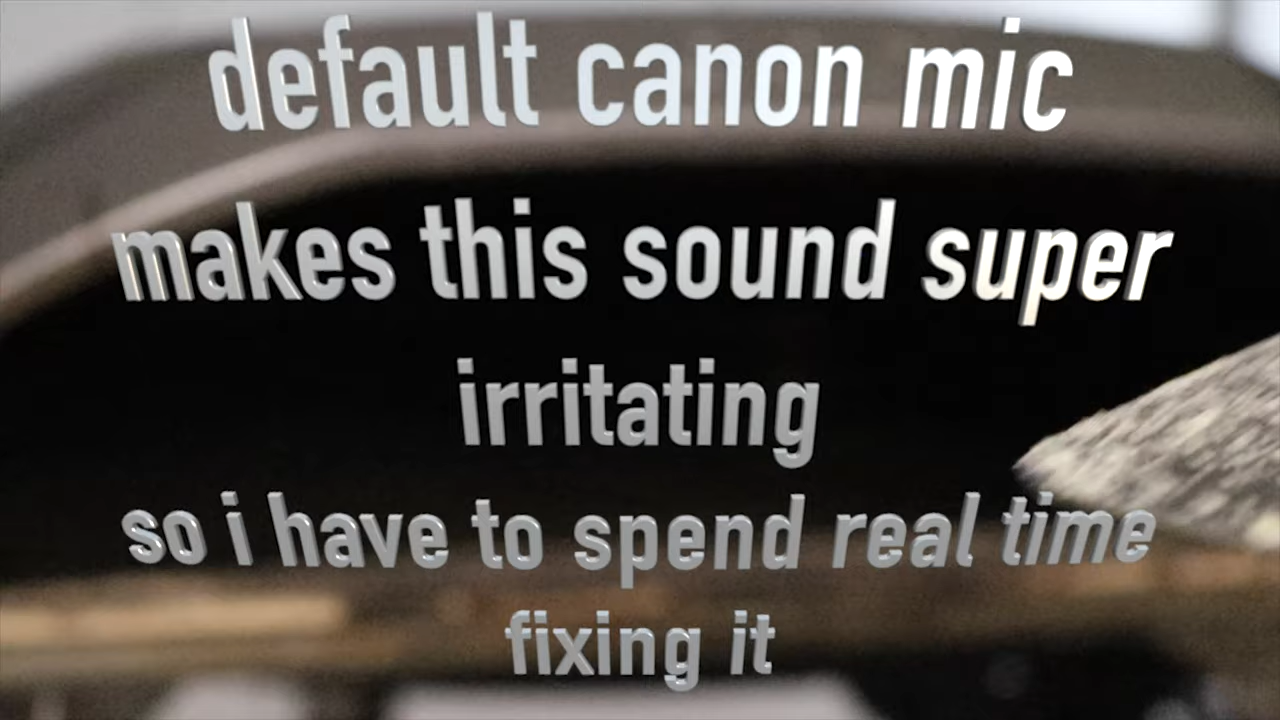 default canon mic
makes this sound super
irritating
so i have to spend real time
fixing it